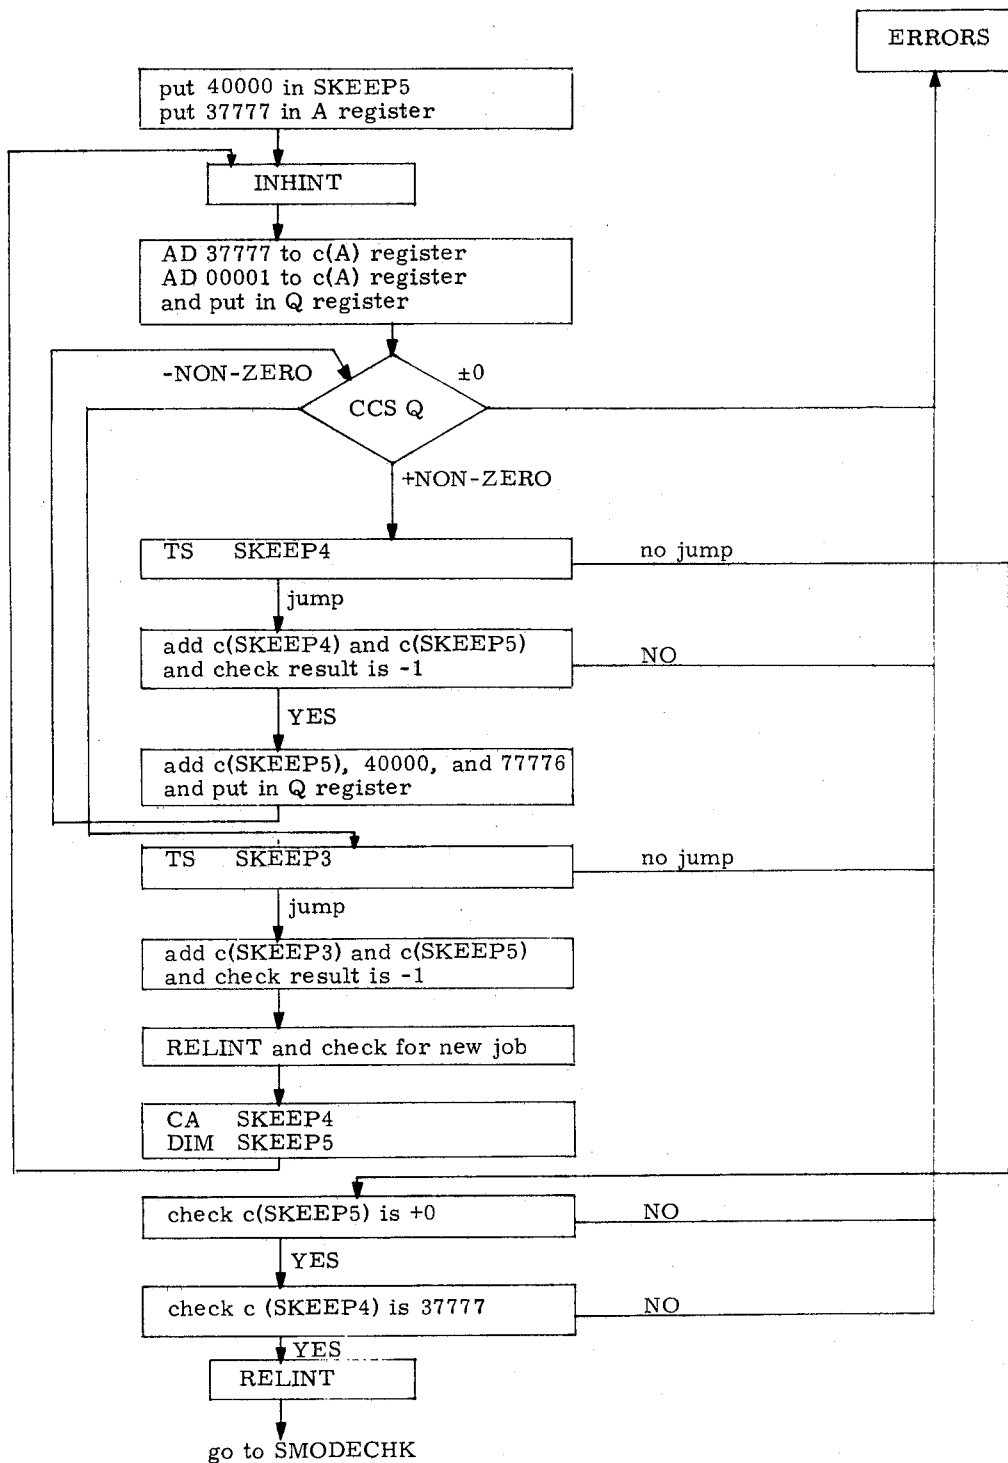 ERRORS
put 40000 in SKEEP5
put 37777 in A register
INHINT
AD 37777 to c(A) register
AD 00001 to c(A) register
and put in Q register
-NON-ZERO
±0
CCS Q
+NON-ZERO
TS SKEEP4
no jump
jump
add c(SKEEP4) and c(SKEEP5)
and check result is -1
NO
YES
add c(SKEEP5), 40000, and 77776
and put in Q register
TS SKEEP3
no jump
jump
add c(SKEEP3) and c(SKEEP5)
and check result is -1
RELINT and check for new job
CA SKEEP4
DIM SKEEP5
check c(SKEEP5) is +0
NO
YES
check c (SKEEP4) is 37777
NO
YES
RELINT
go to SMODECHK